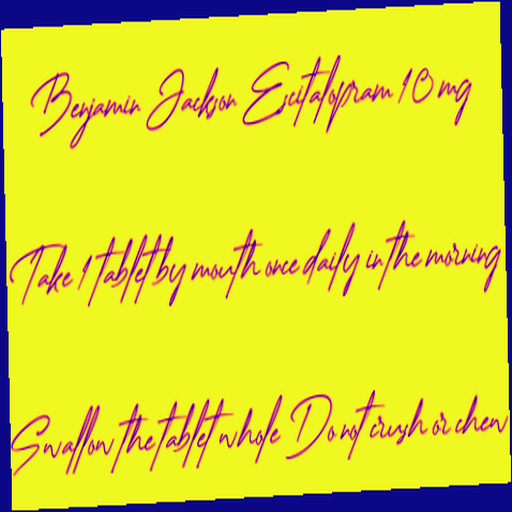 Benjamin Jackson Escitalopram 10 mg
Take 1 tablet by mouth once daily in the morning
Swallow the tablet whole Do not crush or chew